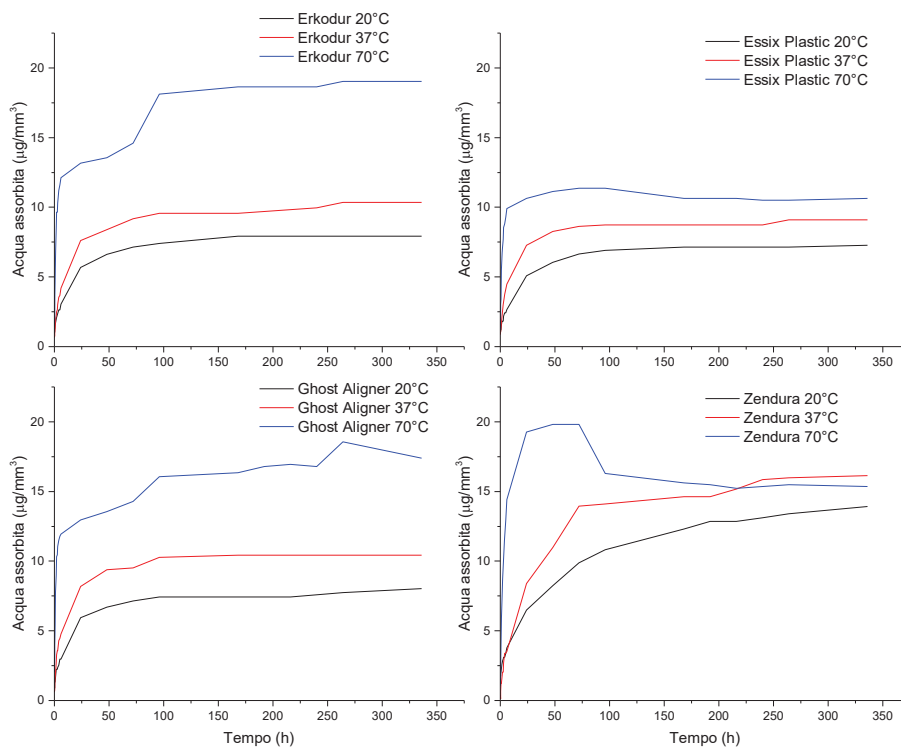 Erkodur 20°C
Erkodur 37°C
Erkodur 70°C
Acqua assorbita (μg/mm³)
20
15
10
5
0
0 50 100 150 200 250 300 350
Essix Plastic 20°C
Essix Plastic 37°C
Essix Plastic 70°C
Acqua assorbita (μg/mm³)
20
15
10
5
0
0 50 100 150 200 250 300 350
Ghost Aligner 20°C
Ghost Aligner 37°C
Ghost Aligner 70°C
Acqua assorbita (μg/mm³)
20
15
10
5
0
0 50 100 150 200 250 300 350
Tempo (h)
Zendura 20°C
Zendura 37°C
Zendura 70°C
Acqua assorbita (μg/mm³)
20
15
10
5
0
0 50 100 150 200 250 300 350
Tempo (h)